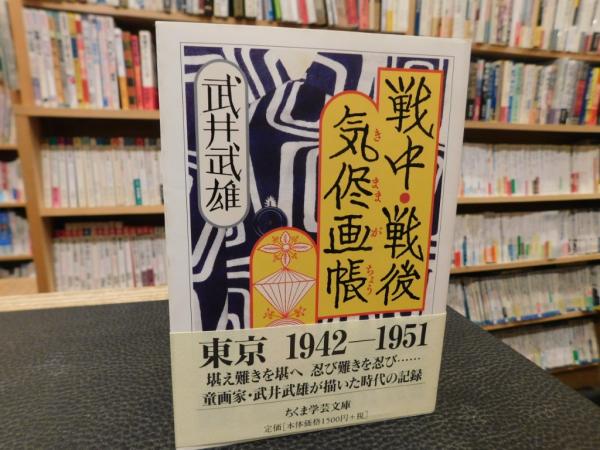 戦中・戦後
気侭画帳
きままがちょう
武井武雄
東京 1942—1951
堪え難きを堪へ 忍び難きを忍び……
童画家・武井武雄が描いた時代の記録
ちくま学芸文庫
定価[本体価格1500円+税]